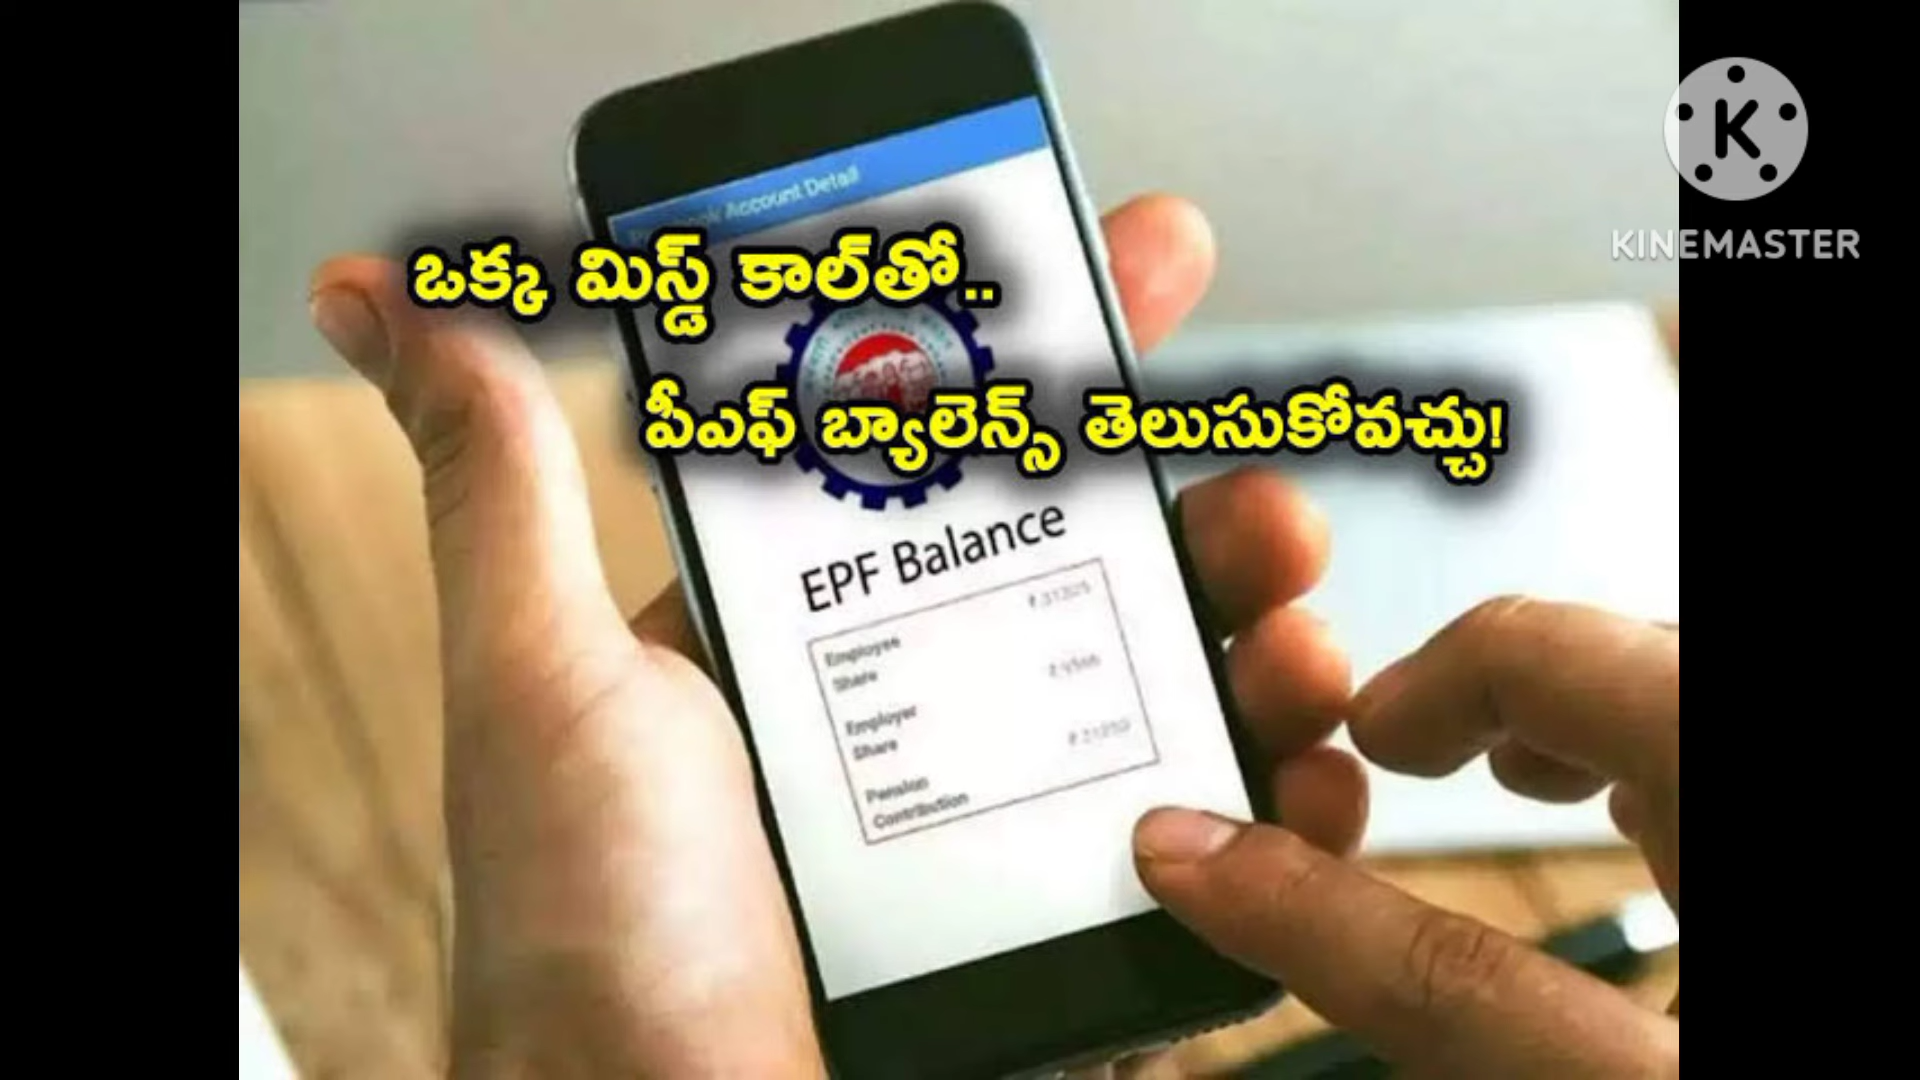 Account Detail
ఒక్క మిస్డ్ కాల్‌తో..
పీఎఫ్ బ్యాలెన్స్ తెలుసుకోవచ్చు!
EPF Balance
Employee
Share
Employer
Share
Pension
Contribution
K
KINEMASTER